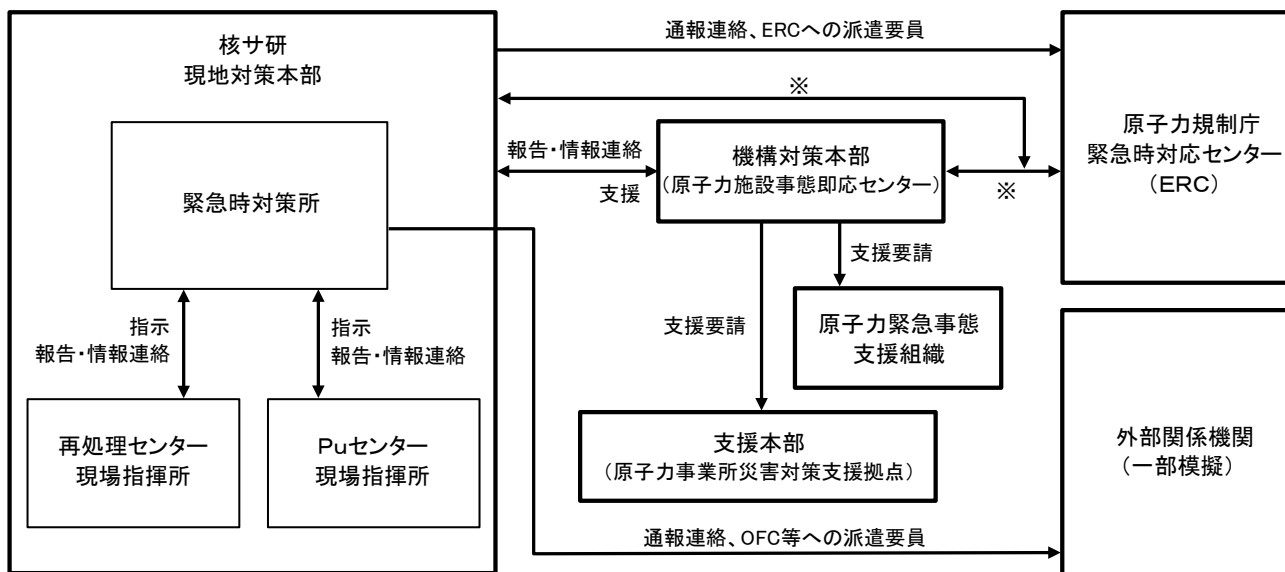 核サ研
現地対策本部
緊急時対策所
指示
報告・情報連絡
指示
報告・情報連絡
再処理センター
現場指揮所
Ｐｕセンター
現場指揮所
通報連絡、ERCへの派遣要員
※
報告・情報連絡
支援
機構対策本部
（原子力施設事態即応センター）
※
支援要請
支援要請
原子力緊急事態
支援組織
支援本部
（原子力事業所災害対策支援拠点）
通報連絡、OFC等への派遣要員
原子力規制庁
緊急時対応センター
（ＥＲＣ）
外部関係機関
（一部模擬）